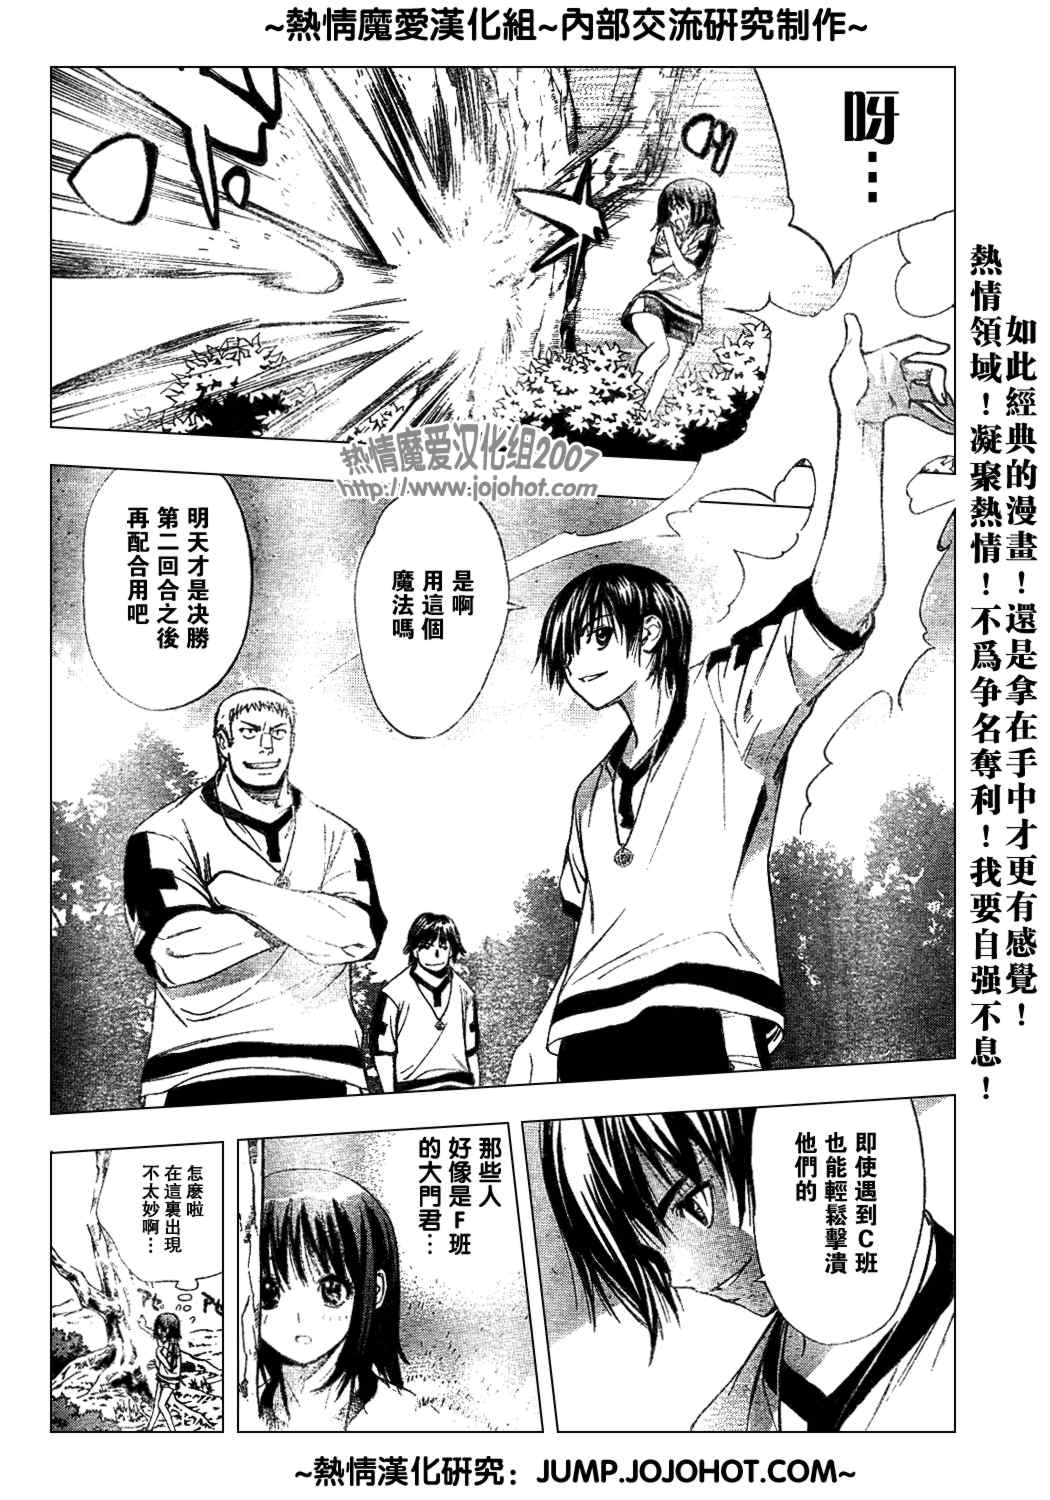 ~熱情魔愛漢化組~內部交流研究制作~
呀…
如此經典的漫畫！還是拿在手中才更有感覺！
熱情領域！凝聚熱情！不爲争名奪利！我要自强不息！
热情魔爱汉化组2007
http://www.jojohot.com
是啊
用這個
魔法嗎
明天才是决勝
第二回合之後
再配合用吧
即使遇到C班
也能輕鬆擊潰
他們的
那些人
好像是F班
的大門君…
怎麽啦
在這裏出現
不太妙啊…
~熱情漢化研究：JUMP.JOJOHOT.COM~